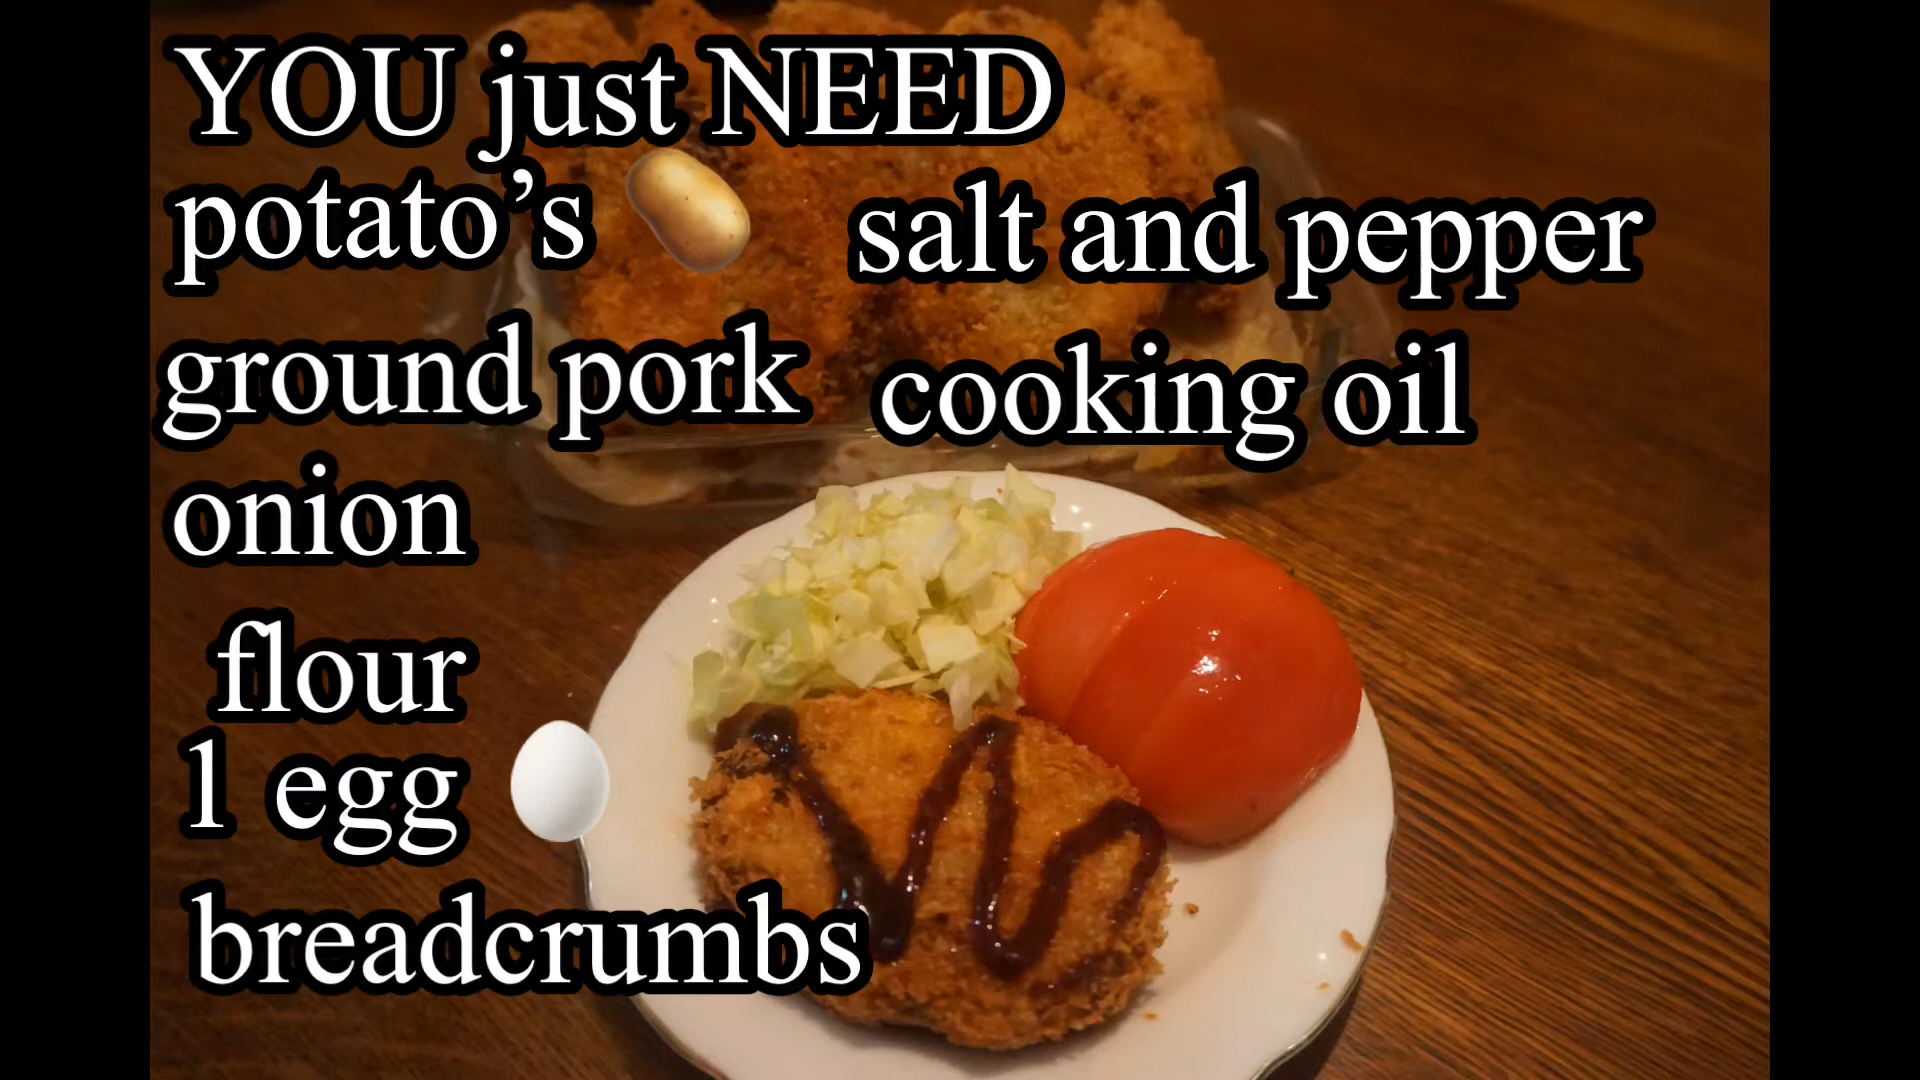 YOU just NEED
potato’s
ground pork
onion
flour
1 egg
breadcrumbs
salt and pepper
cooking oil